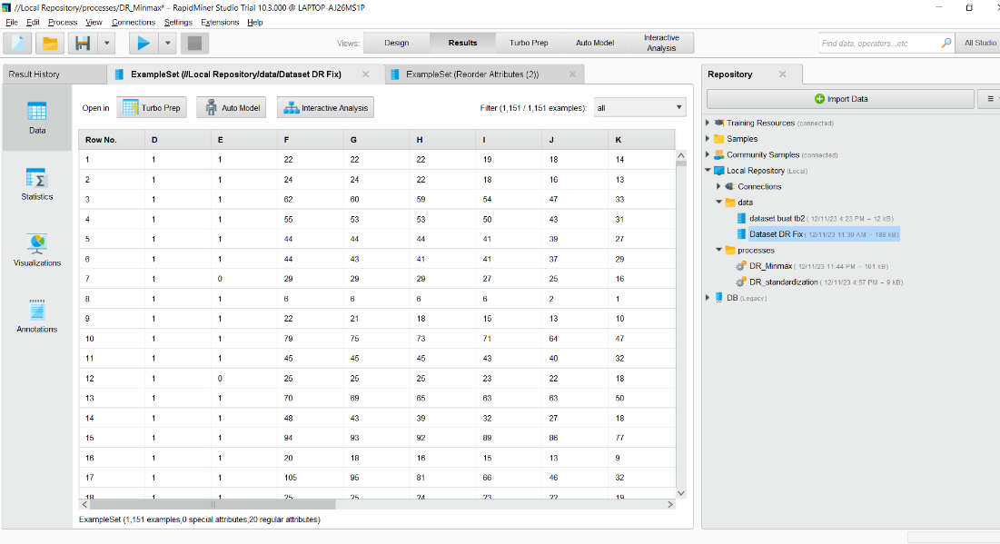 //Local Repository/processes/DR_Minmax* – RapidMiner Studio Trial 10.3.000 @ LAPTOP-AJ26MS1P
File Edit Process View Connections Settings Extensions Help
Views: Design Results Turbo Prep Auto Model Interactive Analysis Find data, operators...etc All Studio
Result History ExampleSet (//Local Repository/data/Dataset DR Fix) ExampleSet (Reorder Attributes (2)) Repository
Data
Statistics
Visualizations
Annotations
Open in Turbo Prep Auto Model Interactive Analysis Filter (1,151 / 1,151 examples): all
Row No. D E F G H I J K
1 1 1 22 22 22 19 18 14
2 1 1 24 24 22 18 16 13
3 1 1 62 60 59 54 47 33
4 1 1 55 53 53 50 43 31
5 1 1 44 44 44 41 39 27
6 1 1 44 43 41 41 37 29
7 1 0 29 29 29 27 25 16
8 1 1 6 6 6 6 2 1
9 1 1 22 21 18 15 13 10
10 1 1 79 75 73 71 64 47
11 1 1 45 45 45 43 40 32
12 1 0 25 25 25 23 22 18
13 1 1 70 69 65 63 63 50
14 1 1 48 43 39 32 27 18
15 1 1 94 93 92 89 86 77
16 1 1 20 18 16 15 13 9
17 1 1 105 95 81 66 46 32
18 1 1 25 25 24 23 22 19
ExampleSet (1,151 examples,0 special attributes,20 regular attributes)
Import Data
Training Resources (connected)
Samples
Community Samples (connected)
Local Repository (Local)
Connections
data
dataset buat tb2 ( 12/11/23 4:23 PM – 12 kB)
Dataset DR Fix ( 12/11/23 11:30 AM – 188 kB)
processes
DR_Minmax ( 12/11/23 11:44 PM – 101 kB)
DR_standardization ( 12/11/23 4:57 PM – 9 kB)
DB (Legacy)